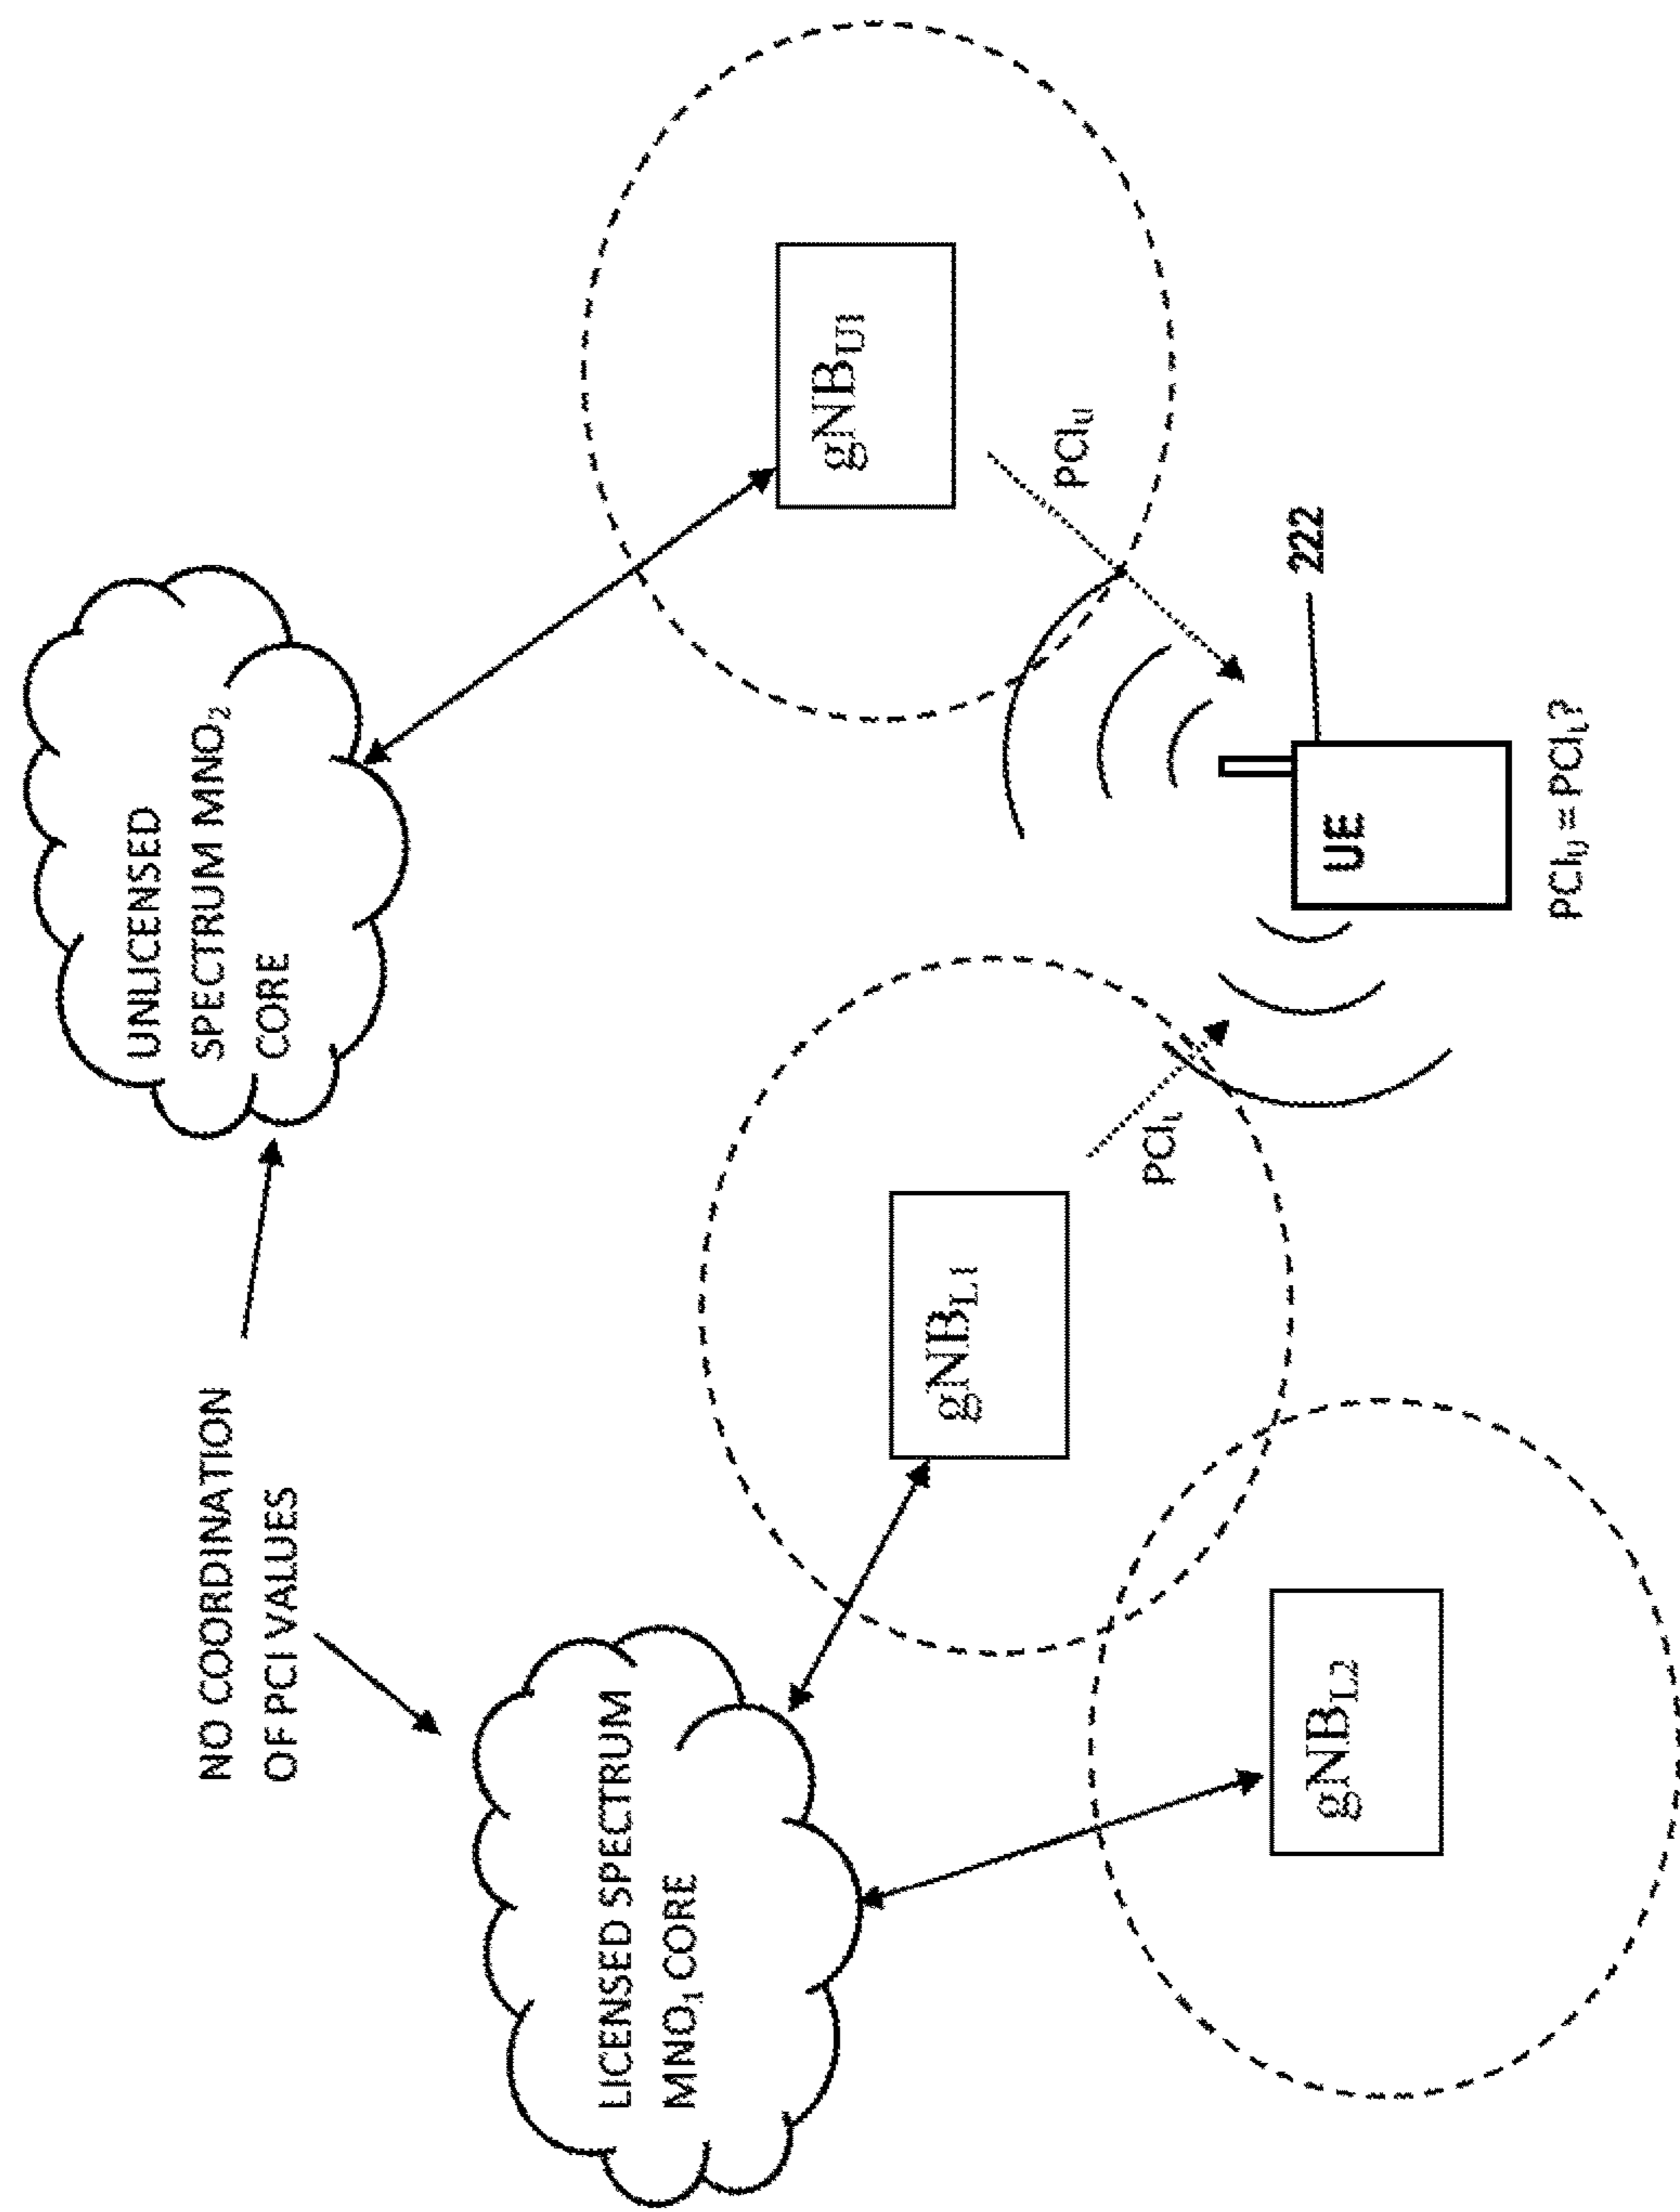 NO COORDINATION
OF PCI VALUES
UNLICENSED
SPECTRUM MNO₂
CORE
LICENSED SPECTRUM
MNO₁ CORE
gNB_U1
gNB_L1
gNB_L2
PCI_U
PCI_L
UE
222
PCI_U = PCI_L?